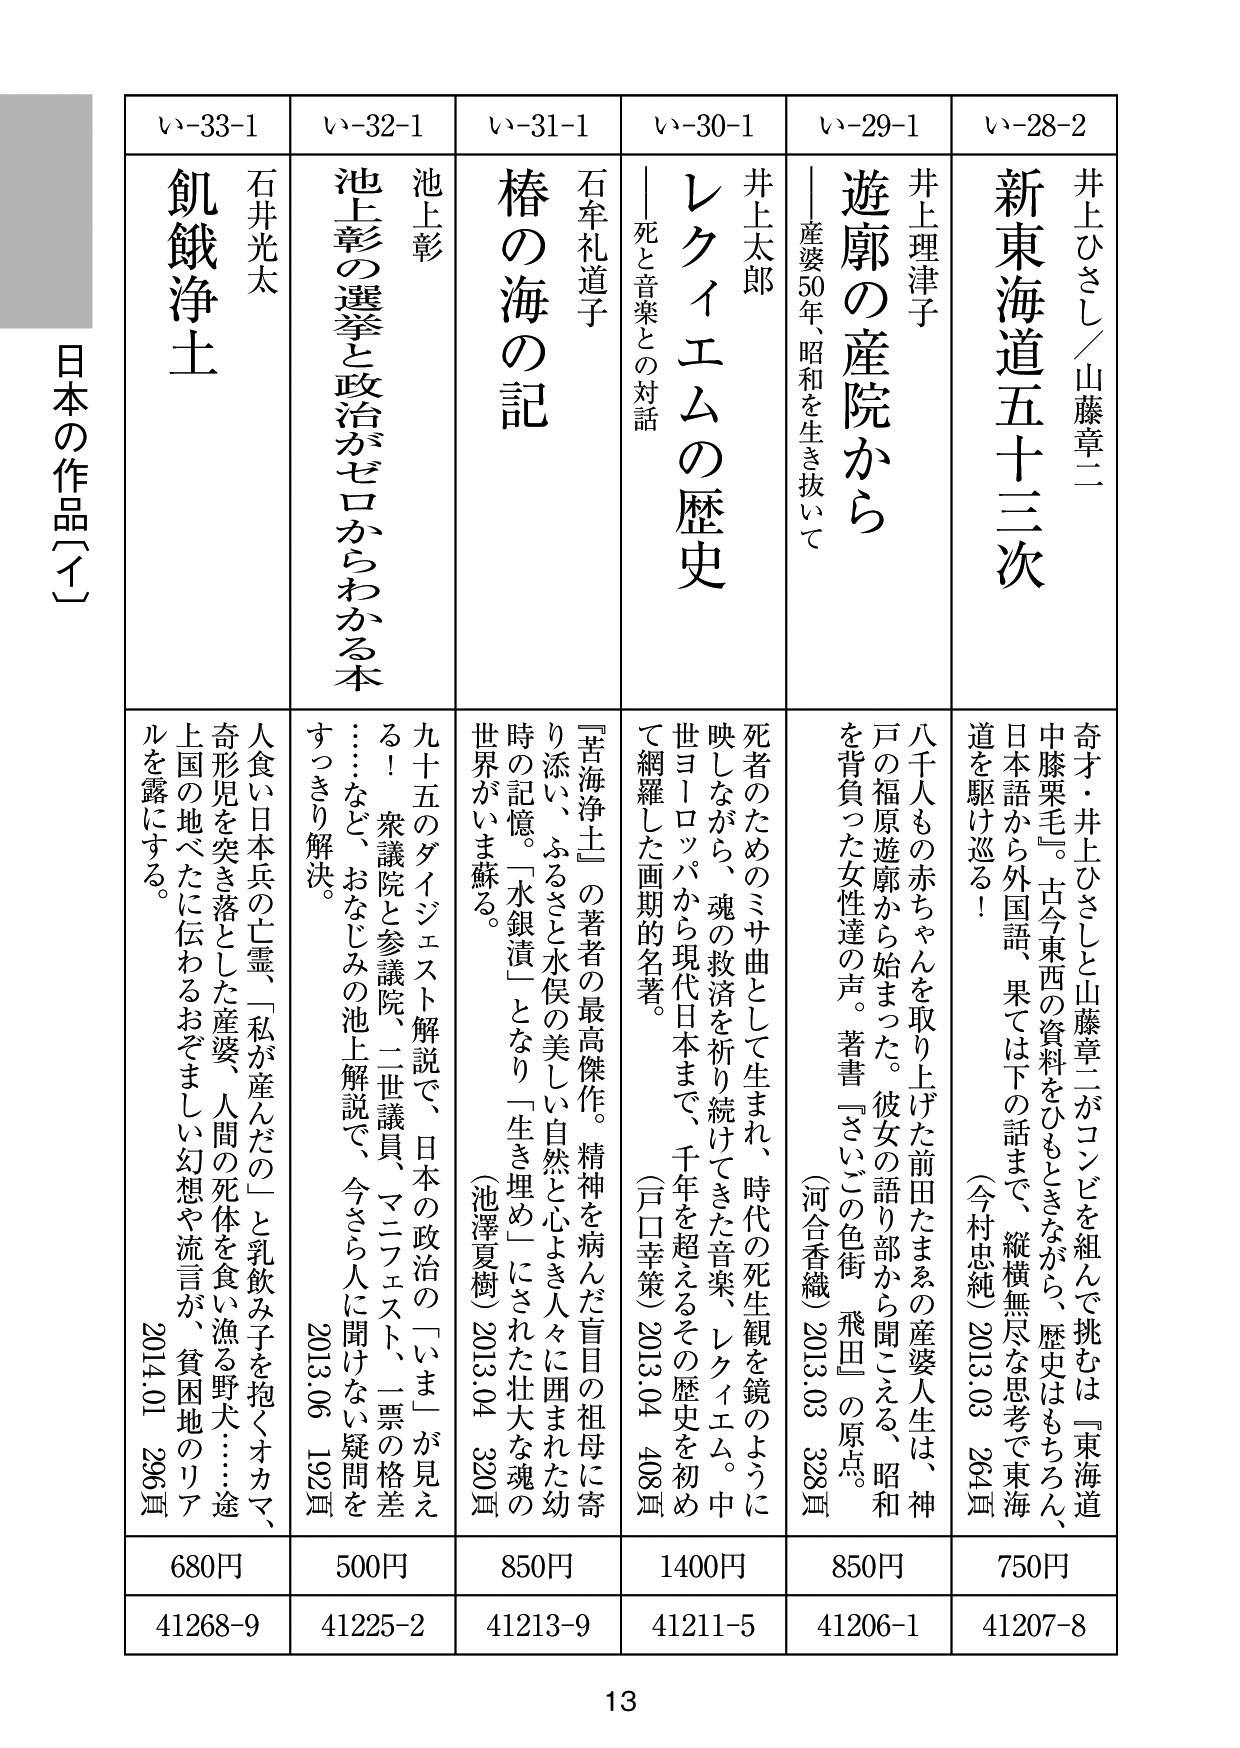 い-28-2
井上ひさし／山藤章二
新東海道五十三次
奇才・井上ひさしと山藤章二がコンビを組んで挑むは『東海道
中膝栗毛』。古今東西の資料をひもときながら、歴史はもちろん、
日本語から外国語、果ては下の話まで、縦横無尽な思考で東海
道を駆け巡る！
（今村忠純）2013.03　264頁
750円
41207-8
い-29-1
井上理津子
遊廓の産院から
――産婆50年、昭和を生き抜いて
八千人もの赤ちゃんを取り上げた前田たまゑの産婆人生は、神
戸の福原遊廓から始まった。彼女の語り部から聞こえる、昭和
を背負った女性達の声。著書『さいごの色街　飛田』の原点。
（河合香織）2013.03　328頁
850円
41206-1
い-30-1
井上太郎
レクィエムの歴史
――死と音楽との対話
死者のためのミサ曲として生まれ、時代の死生観を鏡のように
映しながら、魂の救済を祈り続けてきた音楽、レクィエム。中
世ヨーロッパから現代日本まで、千年を超えるその歴史を初め
て網羅した画期的名著。
（戸口幸策）2013.04　408頁
1400円
41211-5
い-31-1
石牟礼道子
椿の海の記
『苦海浄土』の著者の最高傑作。精神を病んだ盲目の祖母に寄
り添い、ふるさと水俣の美しい自然と心よき人々に囲まれた幼
時の記憶。「水銀漬」となり「生き埋め」にされた壮大な魂の
世界がいま蘇る。
（池澤夏樹）2013.04　320頁
850円
41213-9
い-32-1
池上彰
池上彰の選挙と政治がゼロからわかる本
九十五のダイジェスト解説で、日本の政治の「いま」が見え
る！　衆議院と参議院、二世議員、マニフェスト、一票の格差
……など、おなじみの池上解説で、今さら人に聞けない疑問を
すっきり解決。
2013.06　192頁
500円
41225-2
い-33-1
石井光太
飢餓浄土
人食い日本兵の亡霊、「私が産んだの」と乳飲み子を抱くオカマ、
奇形児を突き落とした産婆、人間の死体を食い漁る野犬……途
上国の地べたに伝わるおぞましい幻想や流言が、貧困地のリア
ルを露にする。
2014.01　296頁
680円
41268-9
日本の作品〔イ〕
13